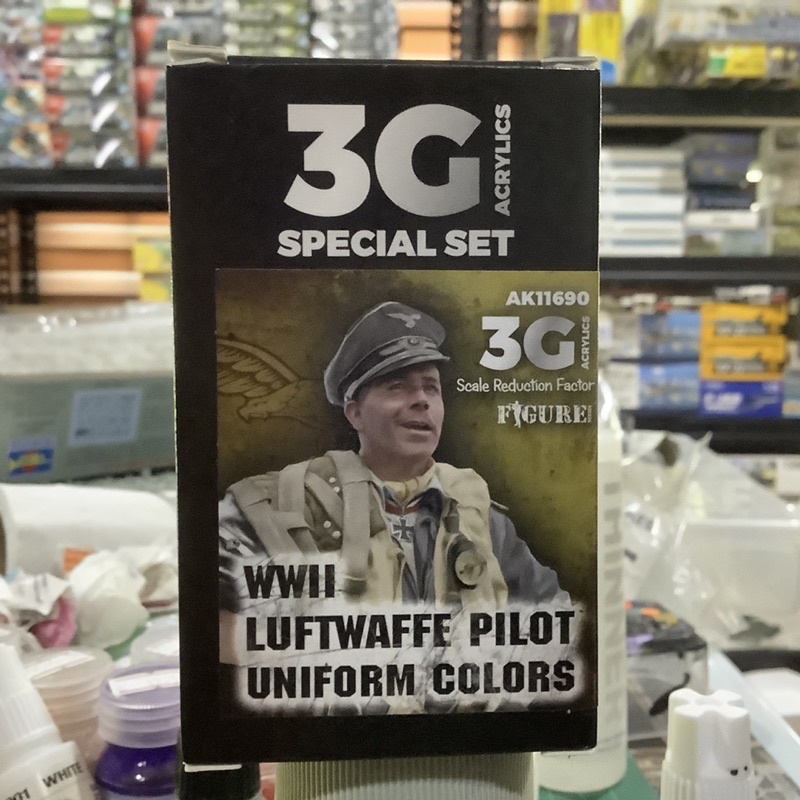 3G
ACRYLICS
SPECIAL SET
AK11690
3G
ACRYLICS
Scale Reduction Factor
FIGURE
WWII
LUFTWAFFE PILOT
UNIFORM COLORS
WHITE